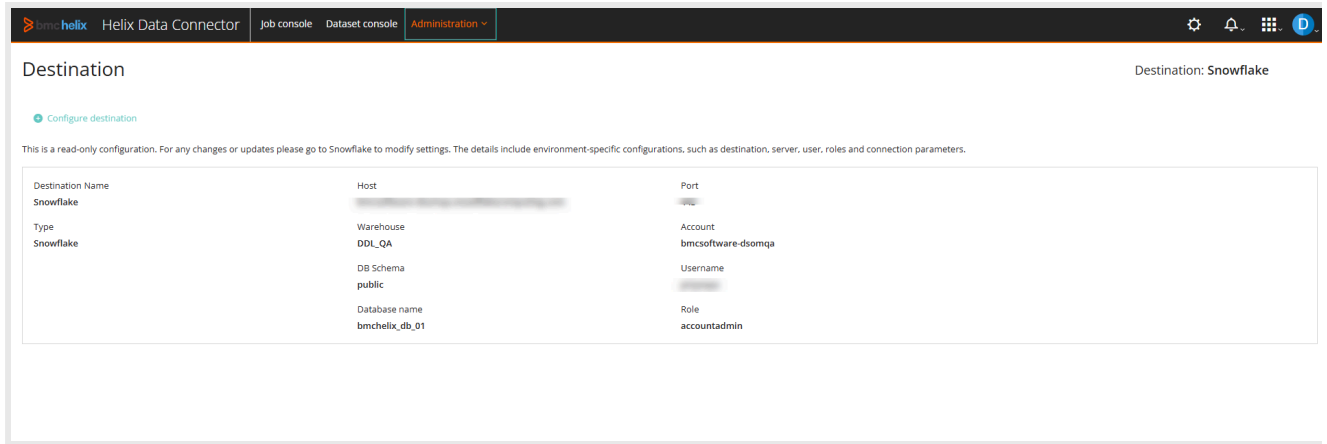 bmc helix Helix Data Connector Job console Dataset console Administration D
Destination Destination: Snowflake
Configure destination
This is a read-only configuration. For any changes or updates please go to Snowflake to modify settings. The details include environment-specific configurations, such as destination, server, user, roles and connection parameters.
Destination Name Host Port
Snowflake
Type Warehouse Account
Snowflake DDL_QA bmcsoftware-dsomqa
DB Schema Username
public
Database name Role
bmchelix_db_01 accountadmin